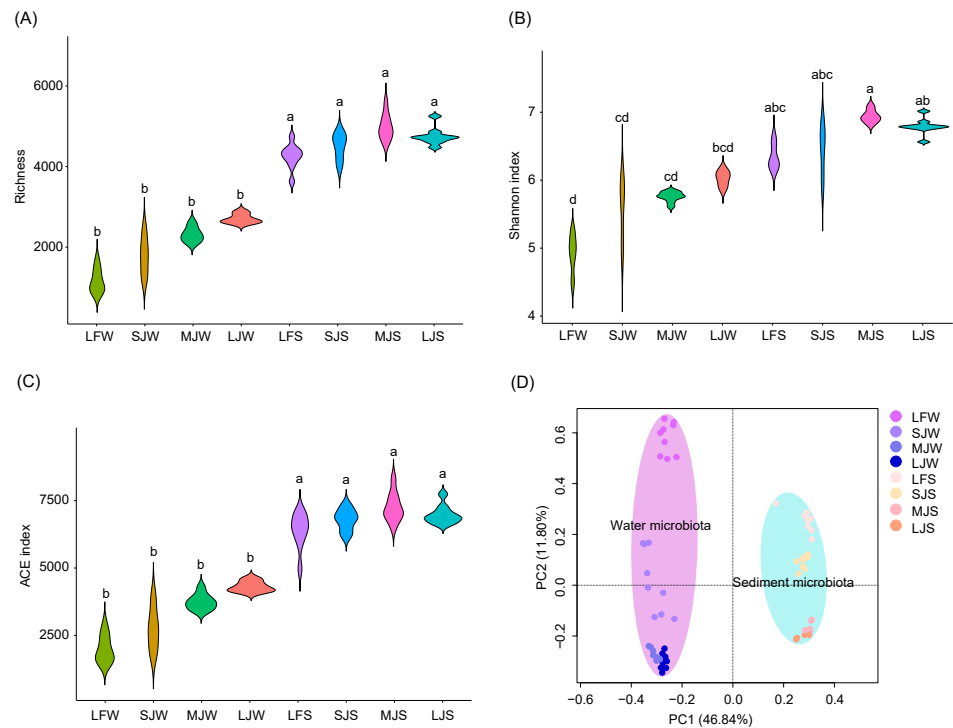 (A)
Richness
6000
4000
2000
b
b
b
b
a
a
a
a
LFW SJW MJW LJW LFS SJS MJS LJS
(B)
Shannon index
7
6
5
4
d
cd
cd
bcd
abc
abc
a
ab
LFW SJW MJW LJW LFS SJS MJS LJS
(C)
ACE index
7500
5000
2500
b
b
b
b
a
a
a
a
LFW SJW MJW LJW LFS SJS MJS LJS
(D)
PC2 (11.80%)
0.6
0.4
0.2
0.0
−0.2
Water microbiota
Sediment microbiota
−0.6 −0.4 −0.2 0.0 0.2 0.4
PC1 (46.84%)
LFW
SJW
MJW
LJW
LFS
SJS
MJS
LJS